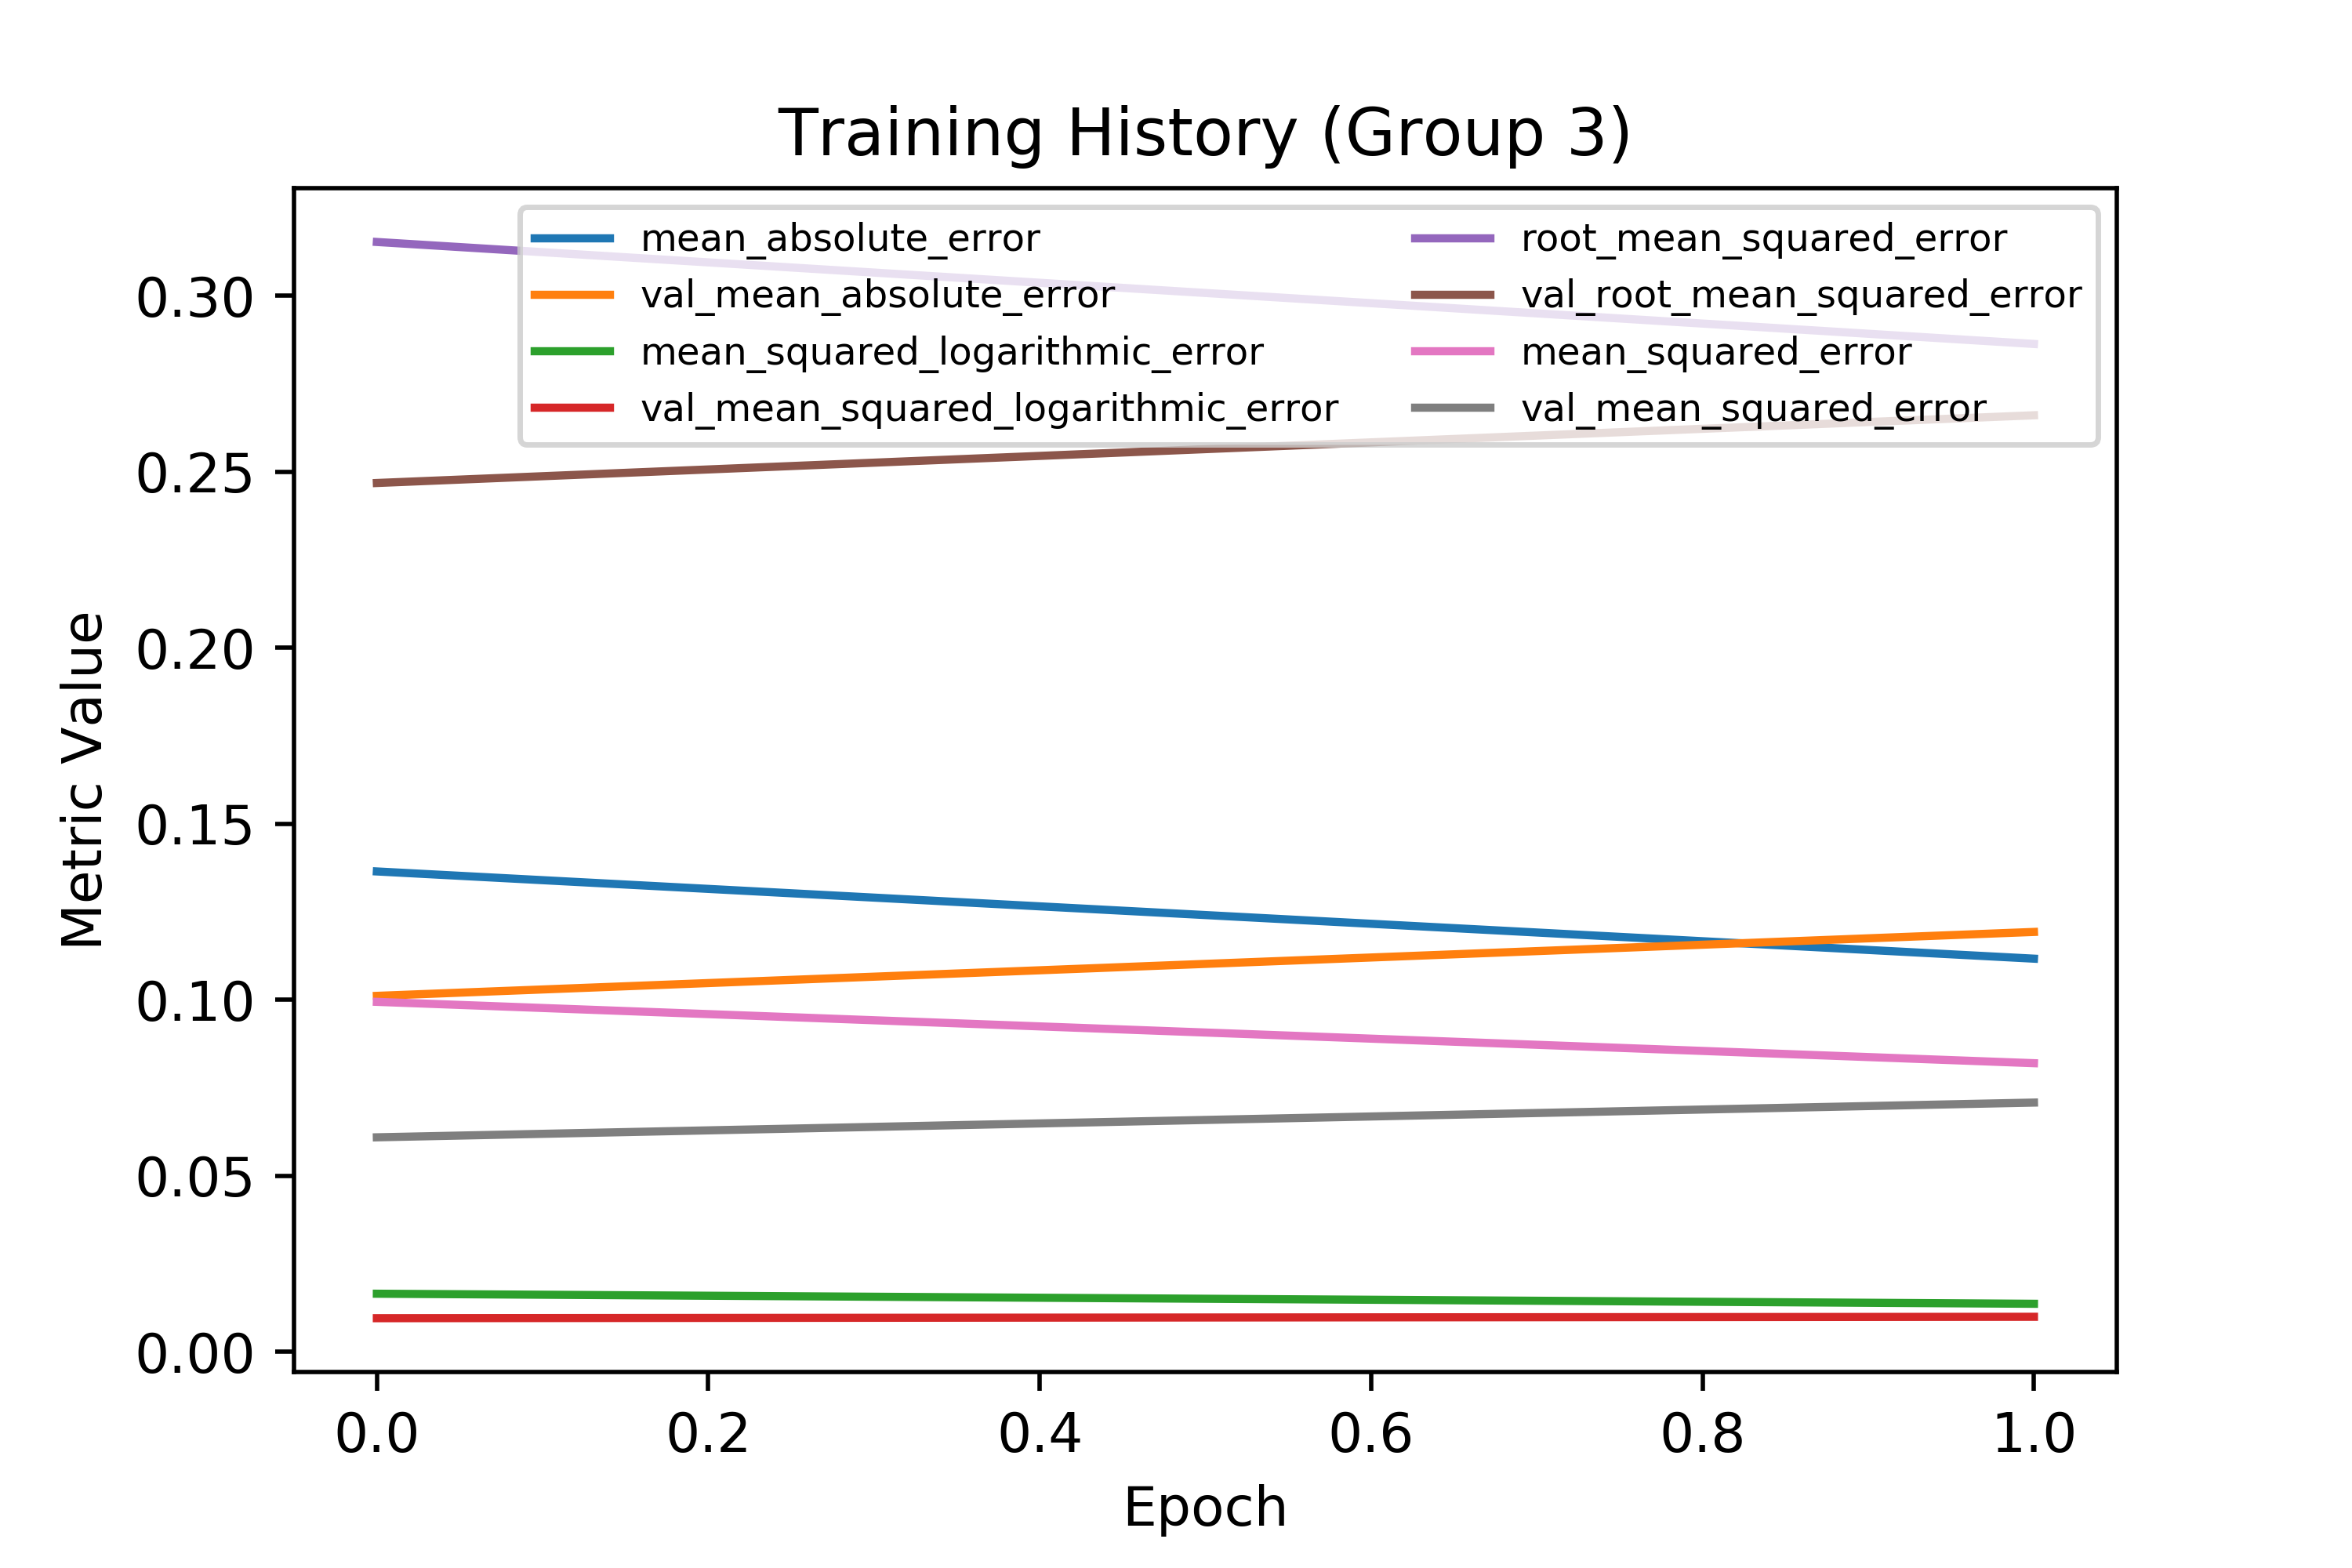 Training History (Group 3)
mean_absolute_error
val_mean_absolute_error
mean_squared_logarithmic_error
val_mean_squared_logarithmic_error
root_mean_squared_error
val_root_mean_squared_error
mean_squared_error
val_mean_squared_error
Metric Value
0.30
0.25
0.20
0.15
0.10
0.05
0.00
0.0 0.2 0.4 0.6 0.8 1.0
Epoch